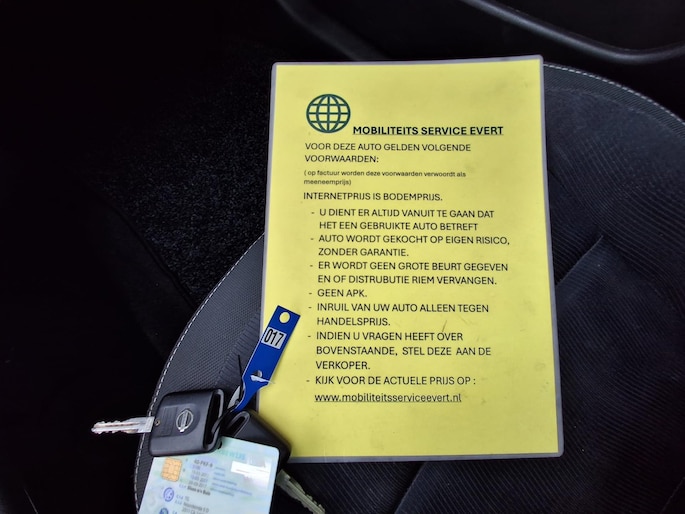 MOBILITEITS SERVICE EVERT
VOOR DEZE AUTO GELDEN VOLGENDE
VOORWAARDEN:
( op factuur worden deze voorwaarden verwoordt als
meeneemprijs)
INTERNETPRIJS IS BODEMPRIJS.
- U DIENT ER ALTIJD VANUIT TE GAAN DAT
HET EEN GEBRUIKTE AUTO BETREFT
- AUTO WORDT GEKOCHT OP EIGEN RISICO,
ZONDER GARANTIE.
- ER WORDT GEEN GROTE BEURT GEGEVEN
EN OF DISTRUBUTIE RIEM VERVANGEN.
- GEEN APK.
- INRUIL VAN UW AUTO ALLEEN TEGEN
HANDELSPRIJS.
- INDIEN U VRAGEN HEEFT OVER
BOVENSTAANDE, STEL DEZE AAN DE
VERKOPER.
- KIJK VOOR DE ACTUELE PRIJS OP :
www.mobiliteitsserviceevert.nl
017